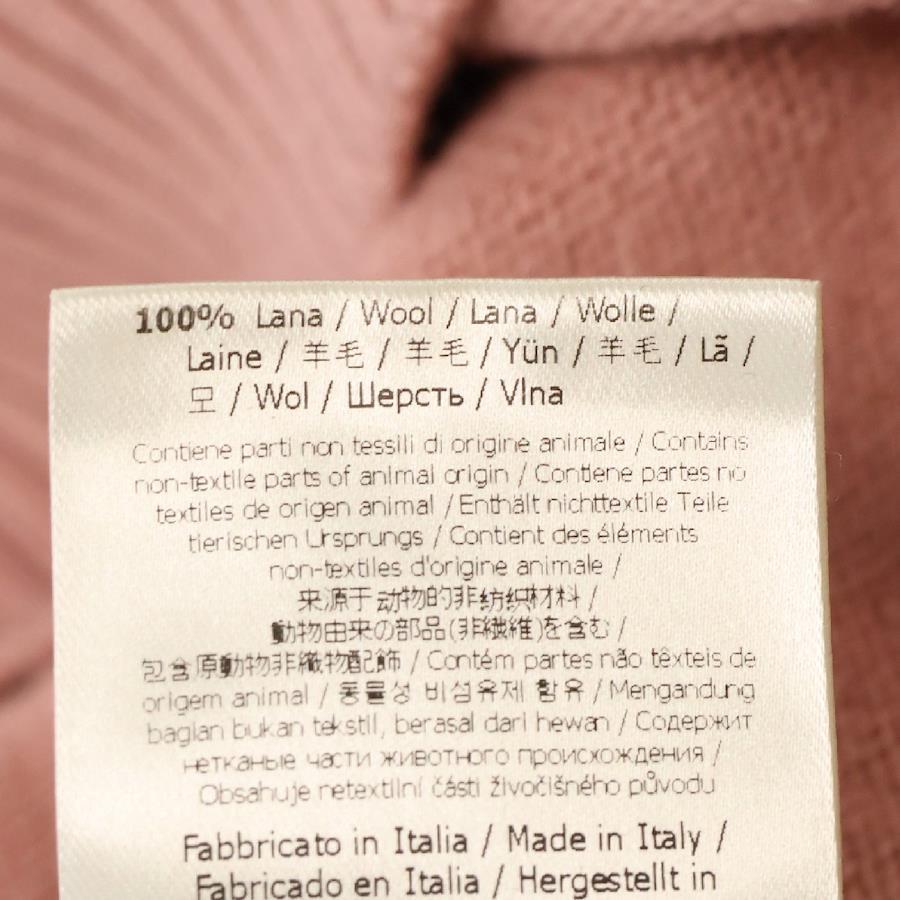 100% Lana / Wool / Lana / Wolle /
Laine / 羊毛 / 羊毛 / Yün / 羊毛 / Lã /
모 / Wol / Шерсть / Vlna
Contiene parti non tessili di origine animale / Contains
non-textile parts of animal origin / Contiene partes no
textiles de origen animal / Enthält nichttextile Teile
tierischen Ursprungs / Contient des éléments
non-textiles d'origine animale /
来源于动物的非纺织材料 /
動物由来の部品(非繊維)を含む /
包含原動物非織物配飾 / Contém partes não têxteis de
origem animal / 동물성 비섬유제 함유 / Mengandung
bagian bukan tekstil, berasal dari hewan / Содержит
нетканые части животного происхождения /
Obsahuje netextilní části živočišného původu
Fabbricato in Italia / Made in Italy /
Fabricado en Italia / Hergestellt in